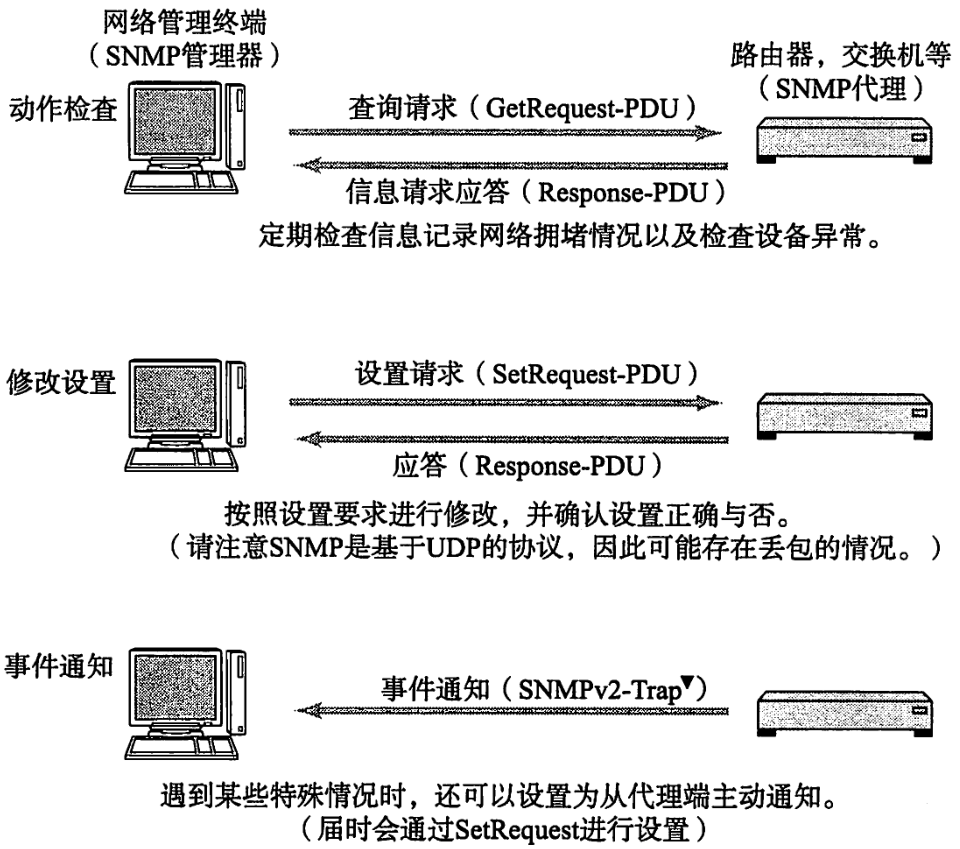 网络管理终端
（SNMP管理器）
路由器，交换机等
（SNMP代理）
动作检查
查询请求（GetRequest-PDU）
信息请求应答（Response-PDU）
定期检查信息记录网络拥堵情况以及检查设备异常。
修改设置
设置请求（SetRequest-PDU）
应答（Response-PDU）
按照设置要求进行修改，并确认设置正确与否。
（请注意SNMP是基于UDP的协议，因此可能存在丢包的情况。）
事件通知
事件通知（SNMPv2-Trap▼）
遇到某些特殊情况时，还可以设置为从代理端主动通知。
（届时会通过SetRequest进行设置）